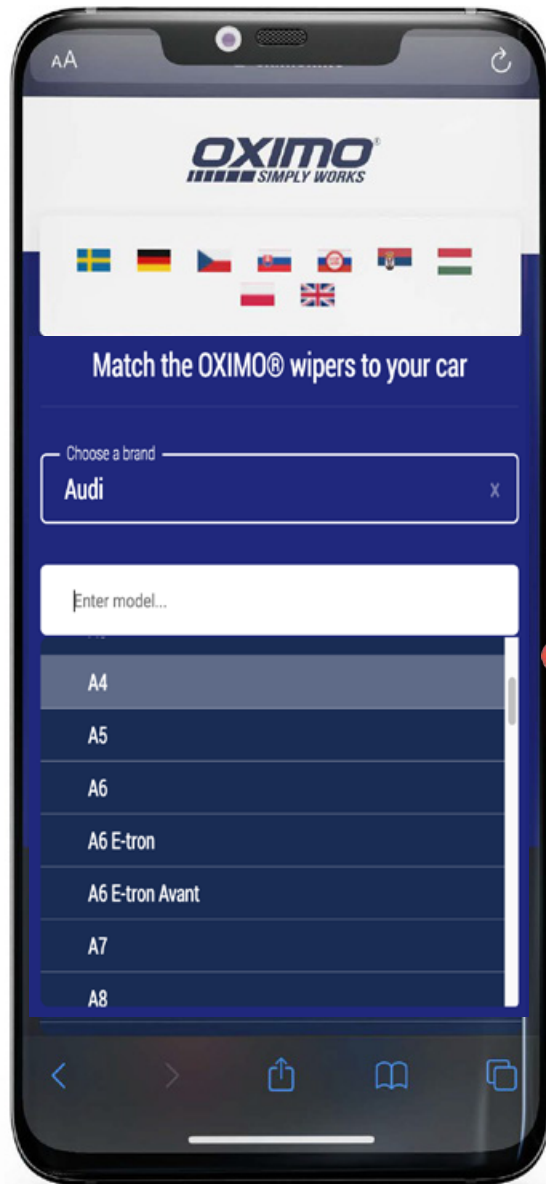 AA
OXIMO®
SIMPLY WORKS
Match the OXIMO® wipers to your car
Choose a brand
Audi
x
Enter model...
A4
A5
A6
A6 E-tron
A6 E-tron Avant
A7
A8